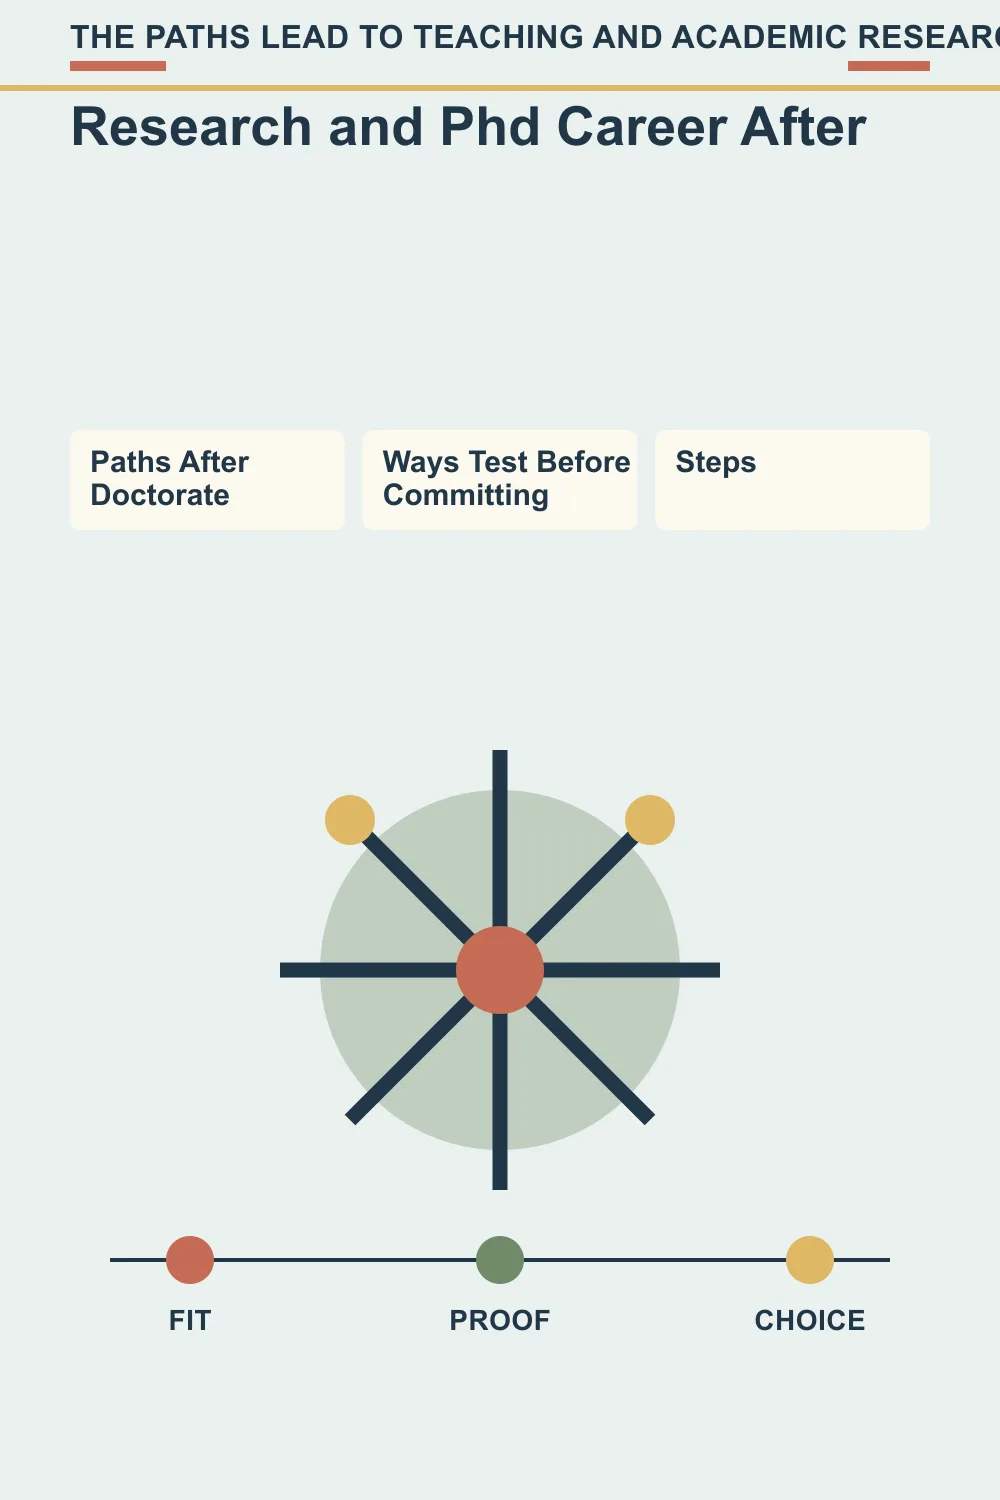 THE PATHS LEAD TO TEACHING AND ACADEMIC
Research and Phd Career After
Paths After
Doctorate
Ways Test Before
Committing
Steps
FIT
PROOF
CHOICE